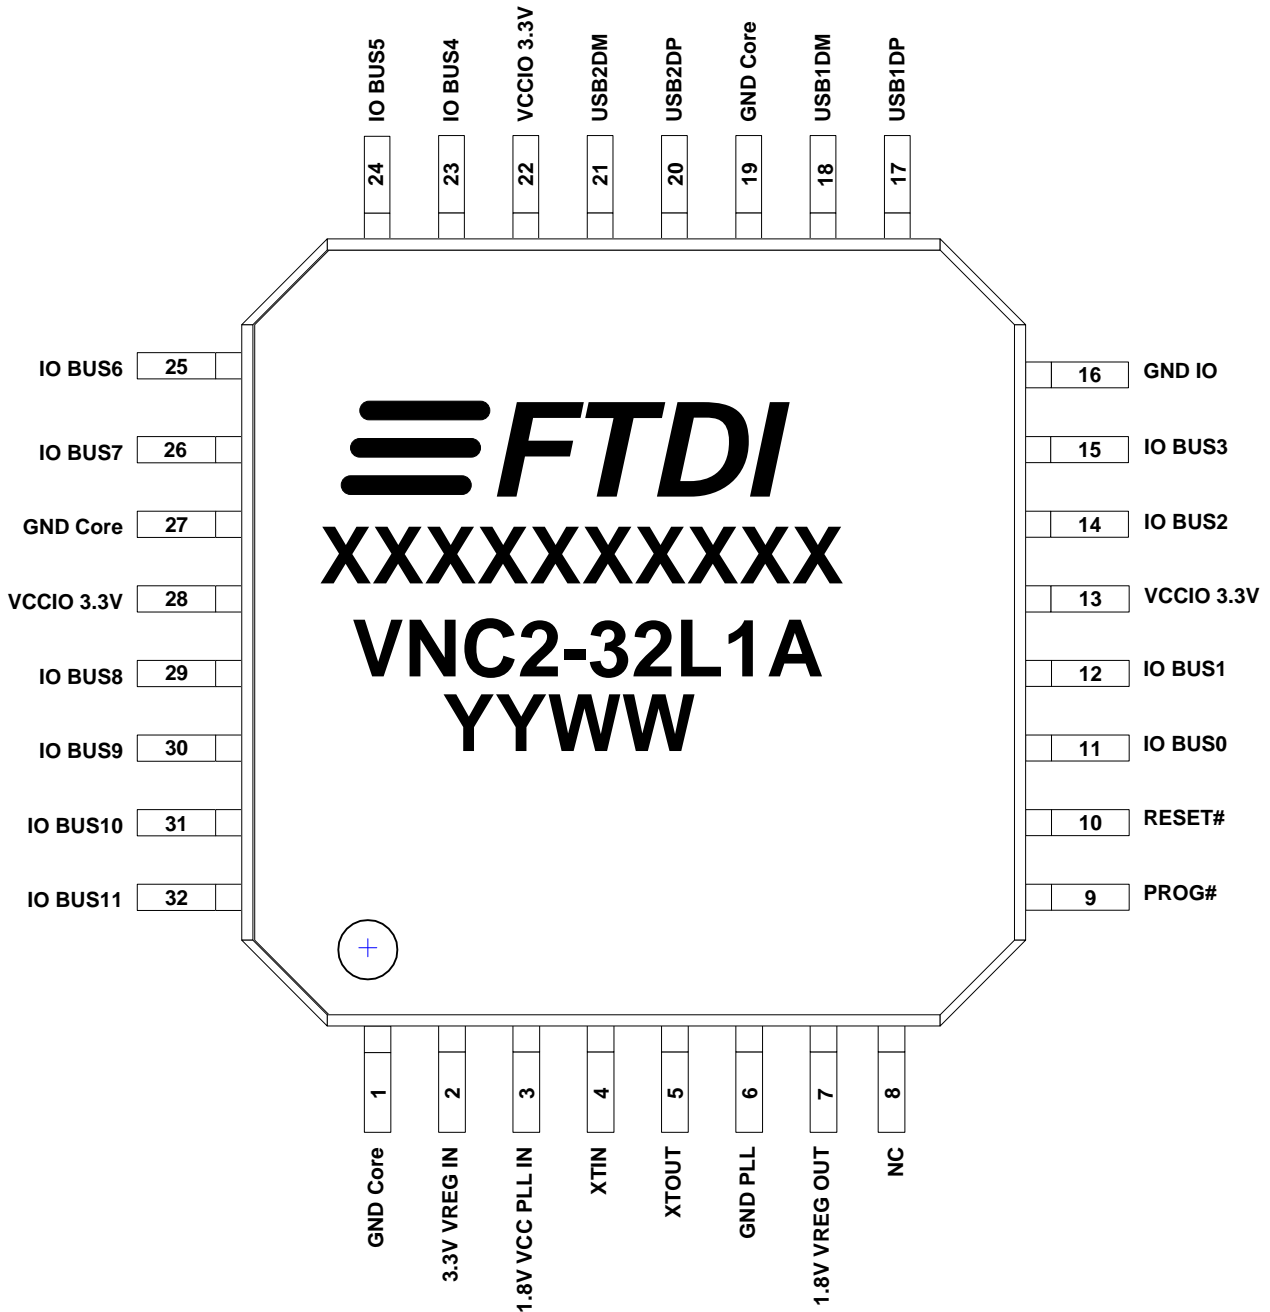 IO BUS5
IO BUS4
VCCIO 3.3V
USB2DM
USB2DP
GND Core
USB1DM
USB1DP
24
23
22
21
20
19
18
17
IO BUS6 25
IO BUS7 26
GND Core 27
VCCIO 3.3V 28
IO BUS8 29
IO BUS9 30
IO BUS10 31
IO BUS11 32
FTDI
XXXXXXXXXX
VNC2-32L1A
YYWW
16 GND IO
15 IO BUS3
14 IO BUS2
13 VCCIO 3.3V
12 IO BUS1
11 IO BUS0
10 RESET#
9 PROG#
1
2
3
4
5
6
7
8
GND Core
3.3V VREG IN
1.8V VCC PLL IN
XTIN
XTOUT
GND PLL
1.8V VREG OUT
NC